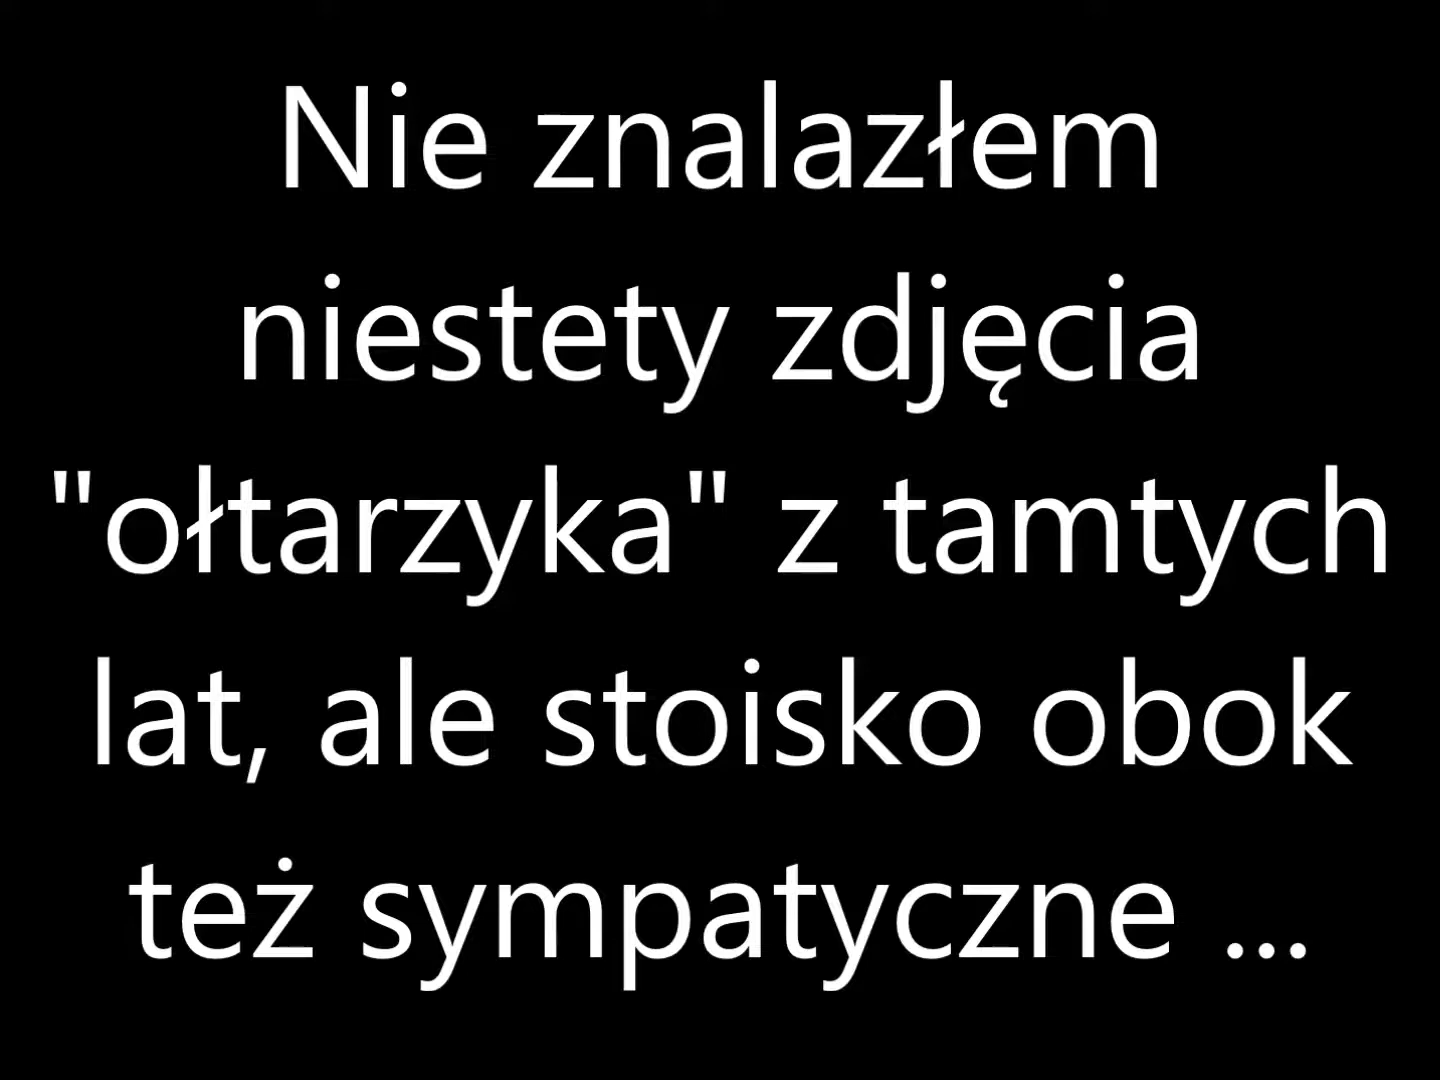 Nie znalazłem
niestety zdjęcia
"ołtarzyka" z tamtych
lat, ale stoisko obok
też sympatyczne ...